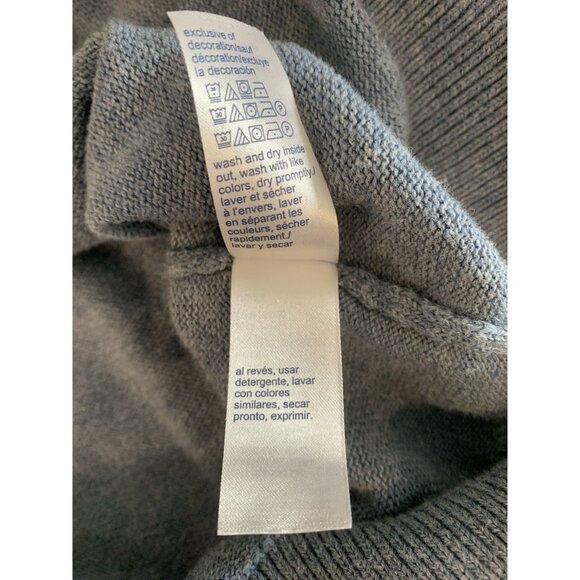 exclusive of
decoration/sauf
décoration/excluye
la decoración
30
30
wash and dry inside
out, wash with like
colors, dry promptly./
laver et sécher
à l'envers, laver
en séparant les
couleurs, sécher
rapidement./
lavar y secar
al revés, usar
detergente, lavar
con colores
similares, secar
pronto, exprimir.